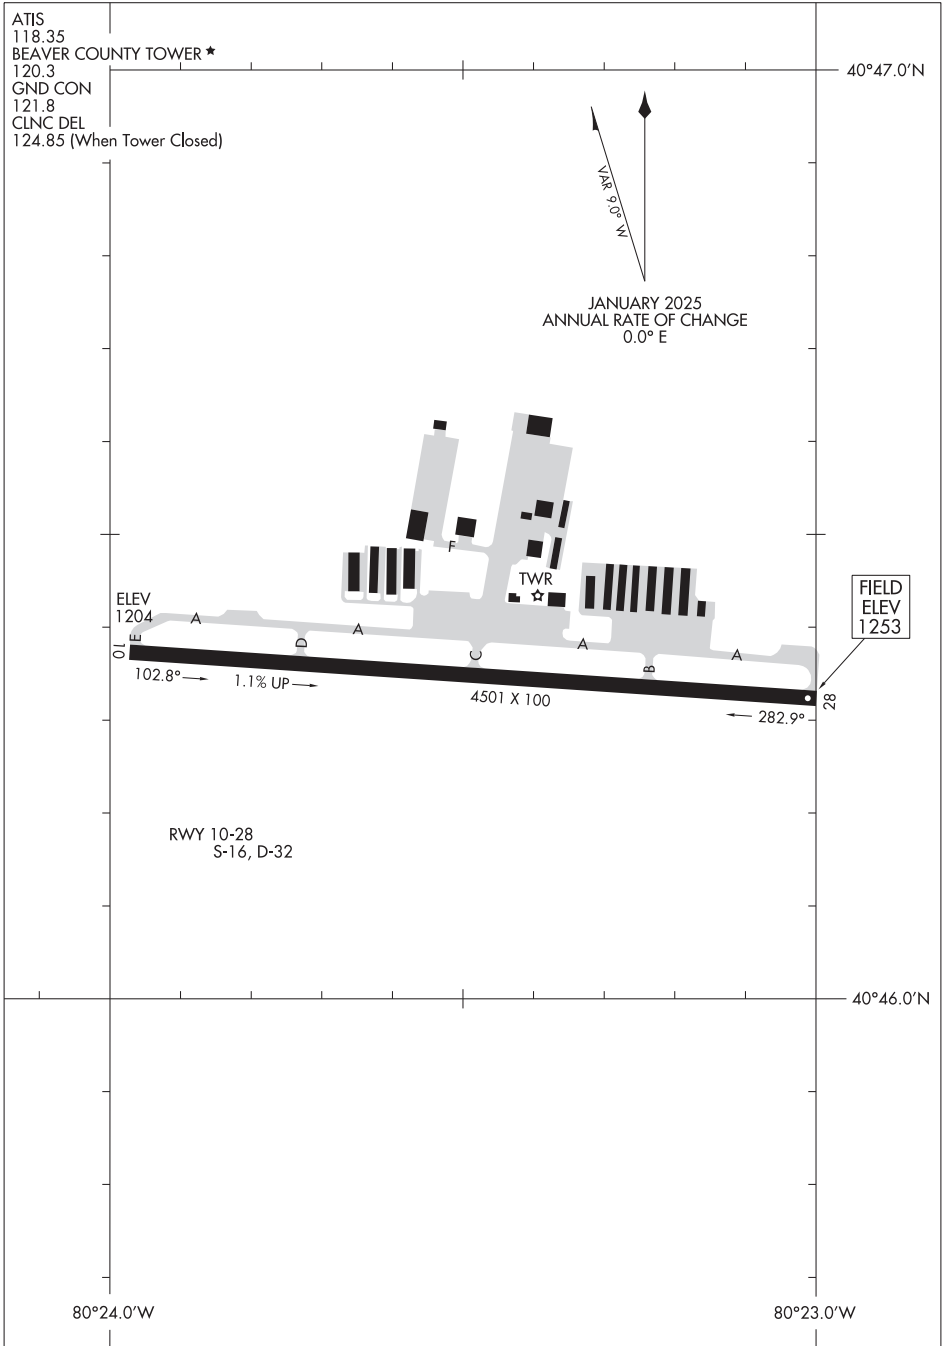 ATIS
118.35
BEAVER COUNTY TOWER ★
120.3
GND CON
121.8
CLNC DEL
124.85 (When Tower Closed)
40°47.0'N
VAR 9.0° W
JANUARY 2025
ANNUAL RATE OF CHANGE
0.0° E
F
TWR
FIELD
ELEV
1253
ELEV
1204
A
A
E
D
C
A
B
A
10
102.8°
1.1% UP
4501 X 100
28
282.9°
RWY 10-28
S-16, D-32
40°46.0'N
80°24.0'W
80°23.0'W